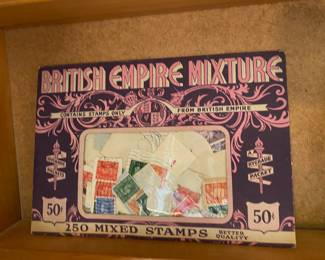 BRITISH EMPIRE MIXTURE
CONTAINS STAMPS ONLY FROM BRITISH EMPIRE
50¢
50¢
250 MIXED STAMPS BETTER
QUALITY